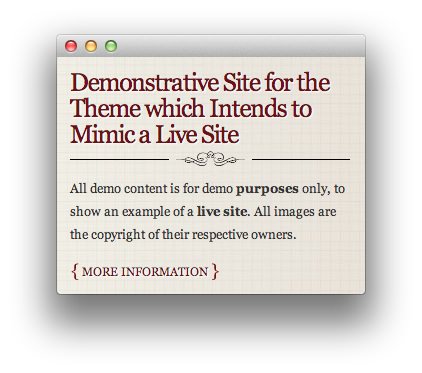 Demonstrative Site for the
Theme which Intends to
Mimic a Live Site
All demo content is for demo purposes only, to
show an example of a live site. All images are
the copyright of their respective owners.
{ MORE INFORMATION }